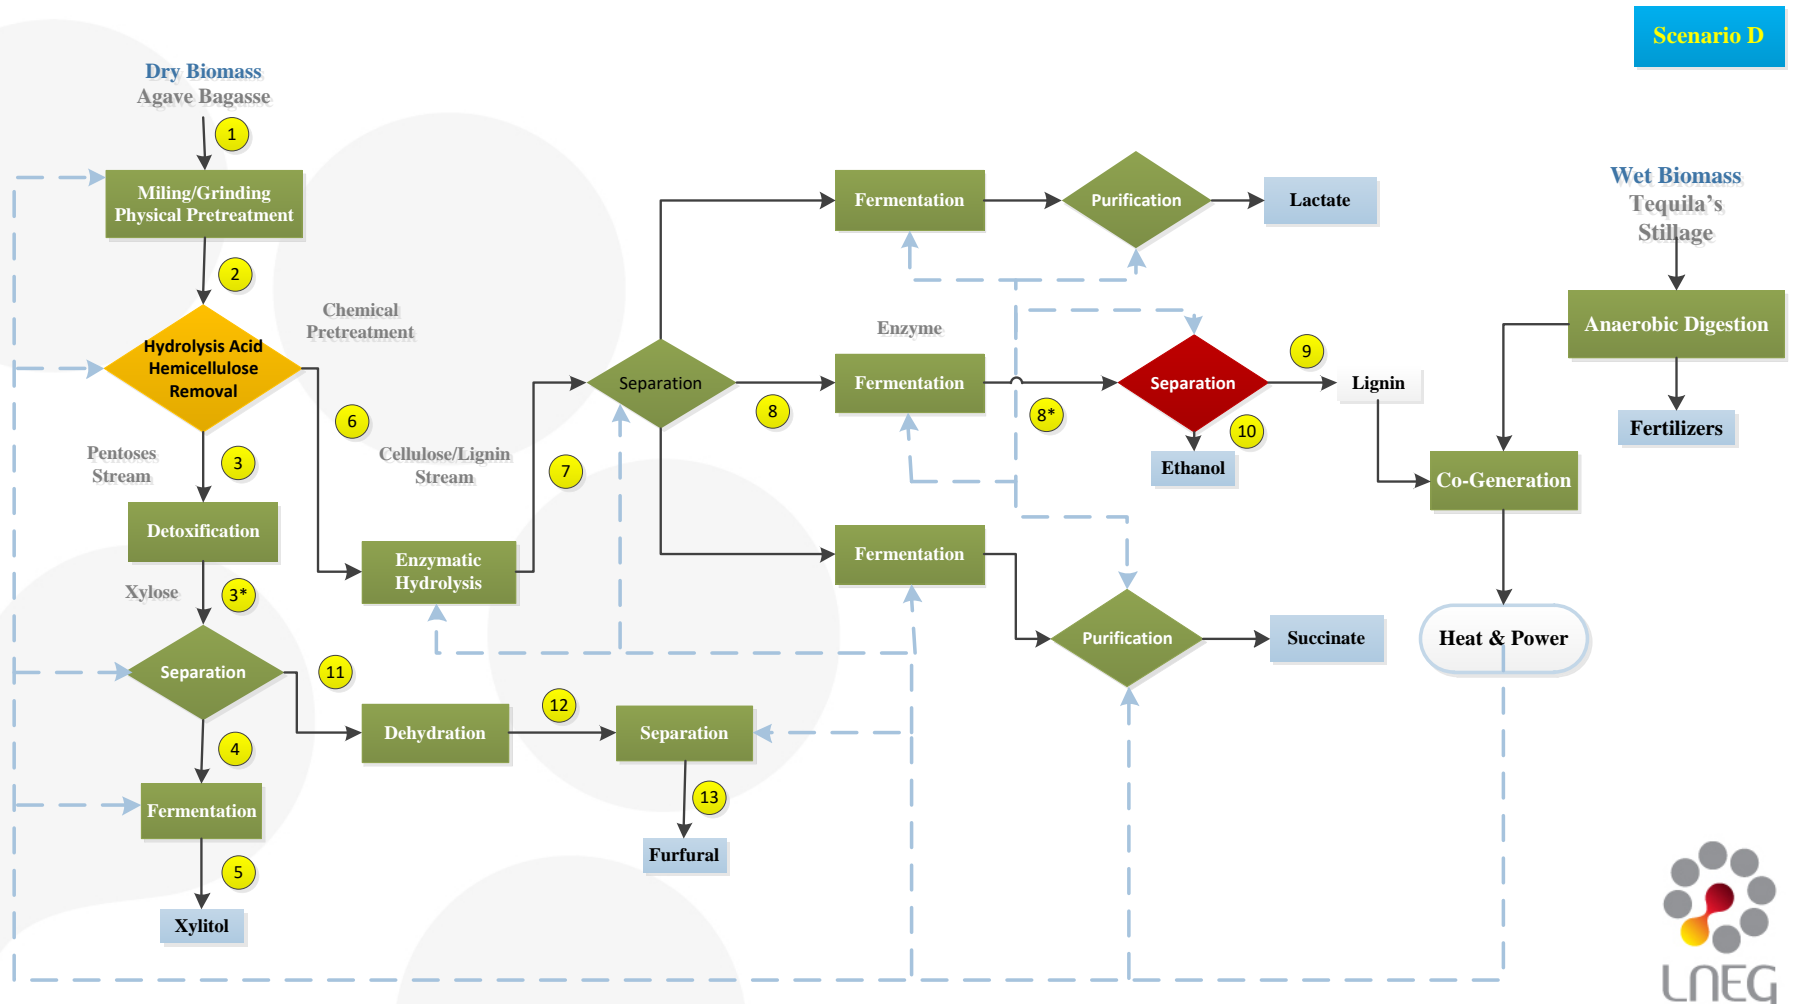 Scenario D
Dry Biomass
Agave Bagasse
1
Miling/Grinding
Physical Pretreatment
2
Hydrolysis Acid
Hemicellulose
Removal
Chemical
Pretreatment
6
Pentoses
Stream
3
Detoxification
Xylose
3*
Separation
11
4
Fermentation
5
Xylitol
Cellulose/Lignin
Stream
7
Enzymatic
Hydrolysis
Dehydration
12
Separation
13
Furfural
Separation
8
Fermentation
Purification
Lactate
Enzyme
Fermentation
8*
Separation
9
Lignin
10
Ethanol
Fermentation
Purification
Succinate
Wet Biomass
Tequila's
Stillage
Anaerobic Digestion
Fertilizers
Co-Generation
Heat & Power
LNEG